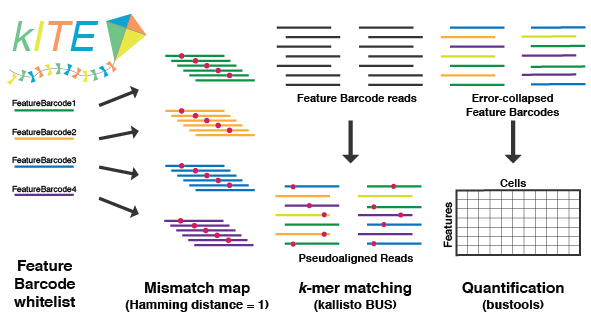 kITE
FeatureBarcode1
FeatureBarcode2
FeatureBarcode3
FeatureBarcode4
Feature
Barcode
whitelist
Mismatch map
(Hamming distance = 1)
Feature Barcode reads
Pseudoaligned Reads
k-mer matching
(kallisto BUS)
Error-collapsed
Feature Barcodes
Cells
Features
Quantification
(bustools)